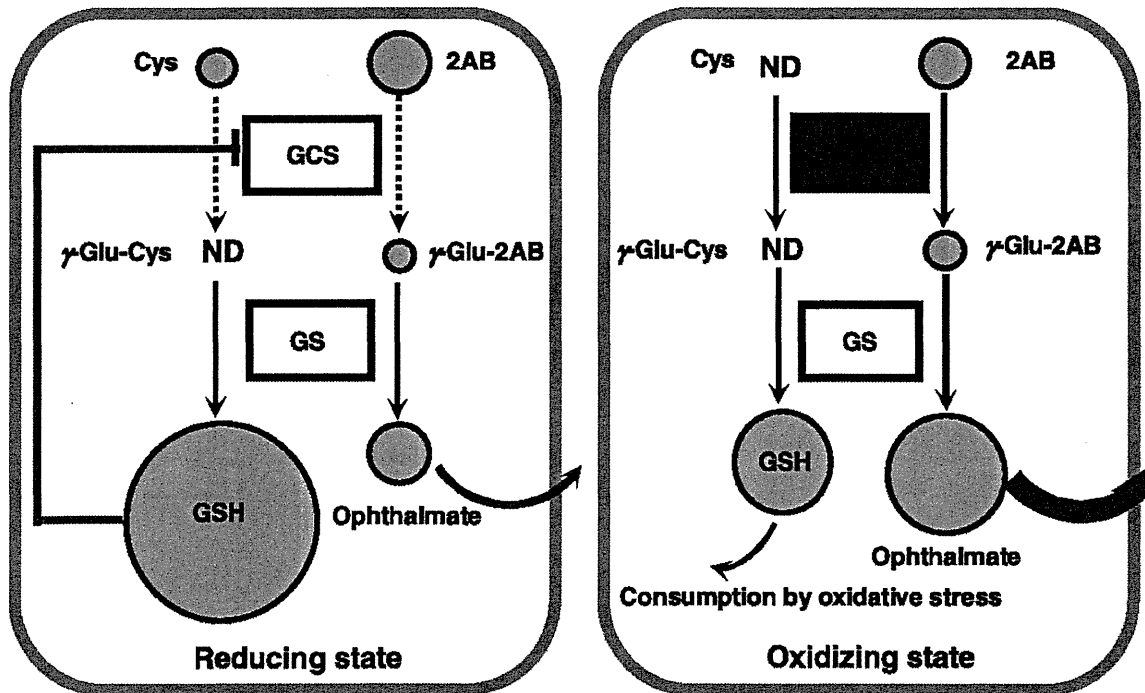 Cys
2AB
GCS
γ-Glu-Cys ND
γ-Glu-2AB
GS
GSH
Ophthalmate
Reducing state
Cys ND
2AB
γ-Glu-Cys ND
γ-Glu-2AB
GS
GSH
Ophthalmate
Consumption by oxidative stress
Oxidizing state